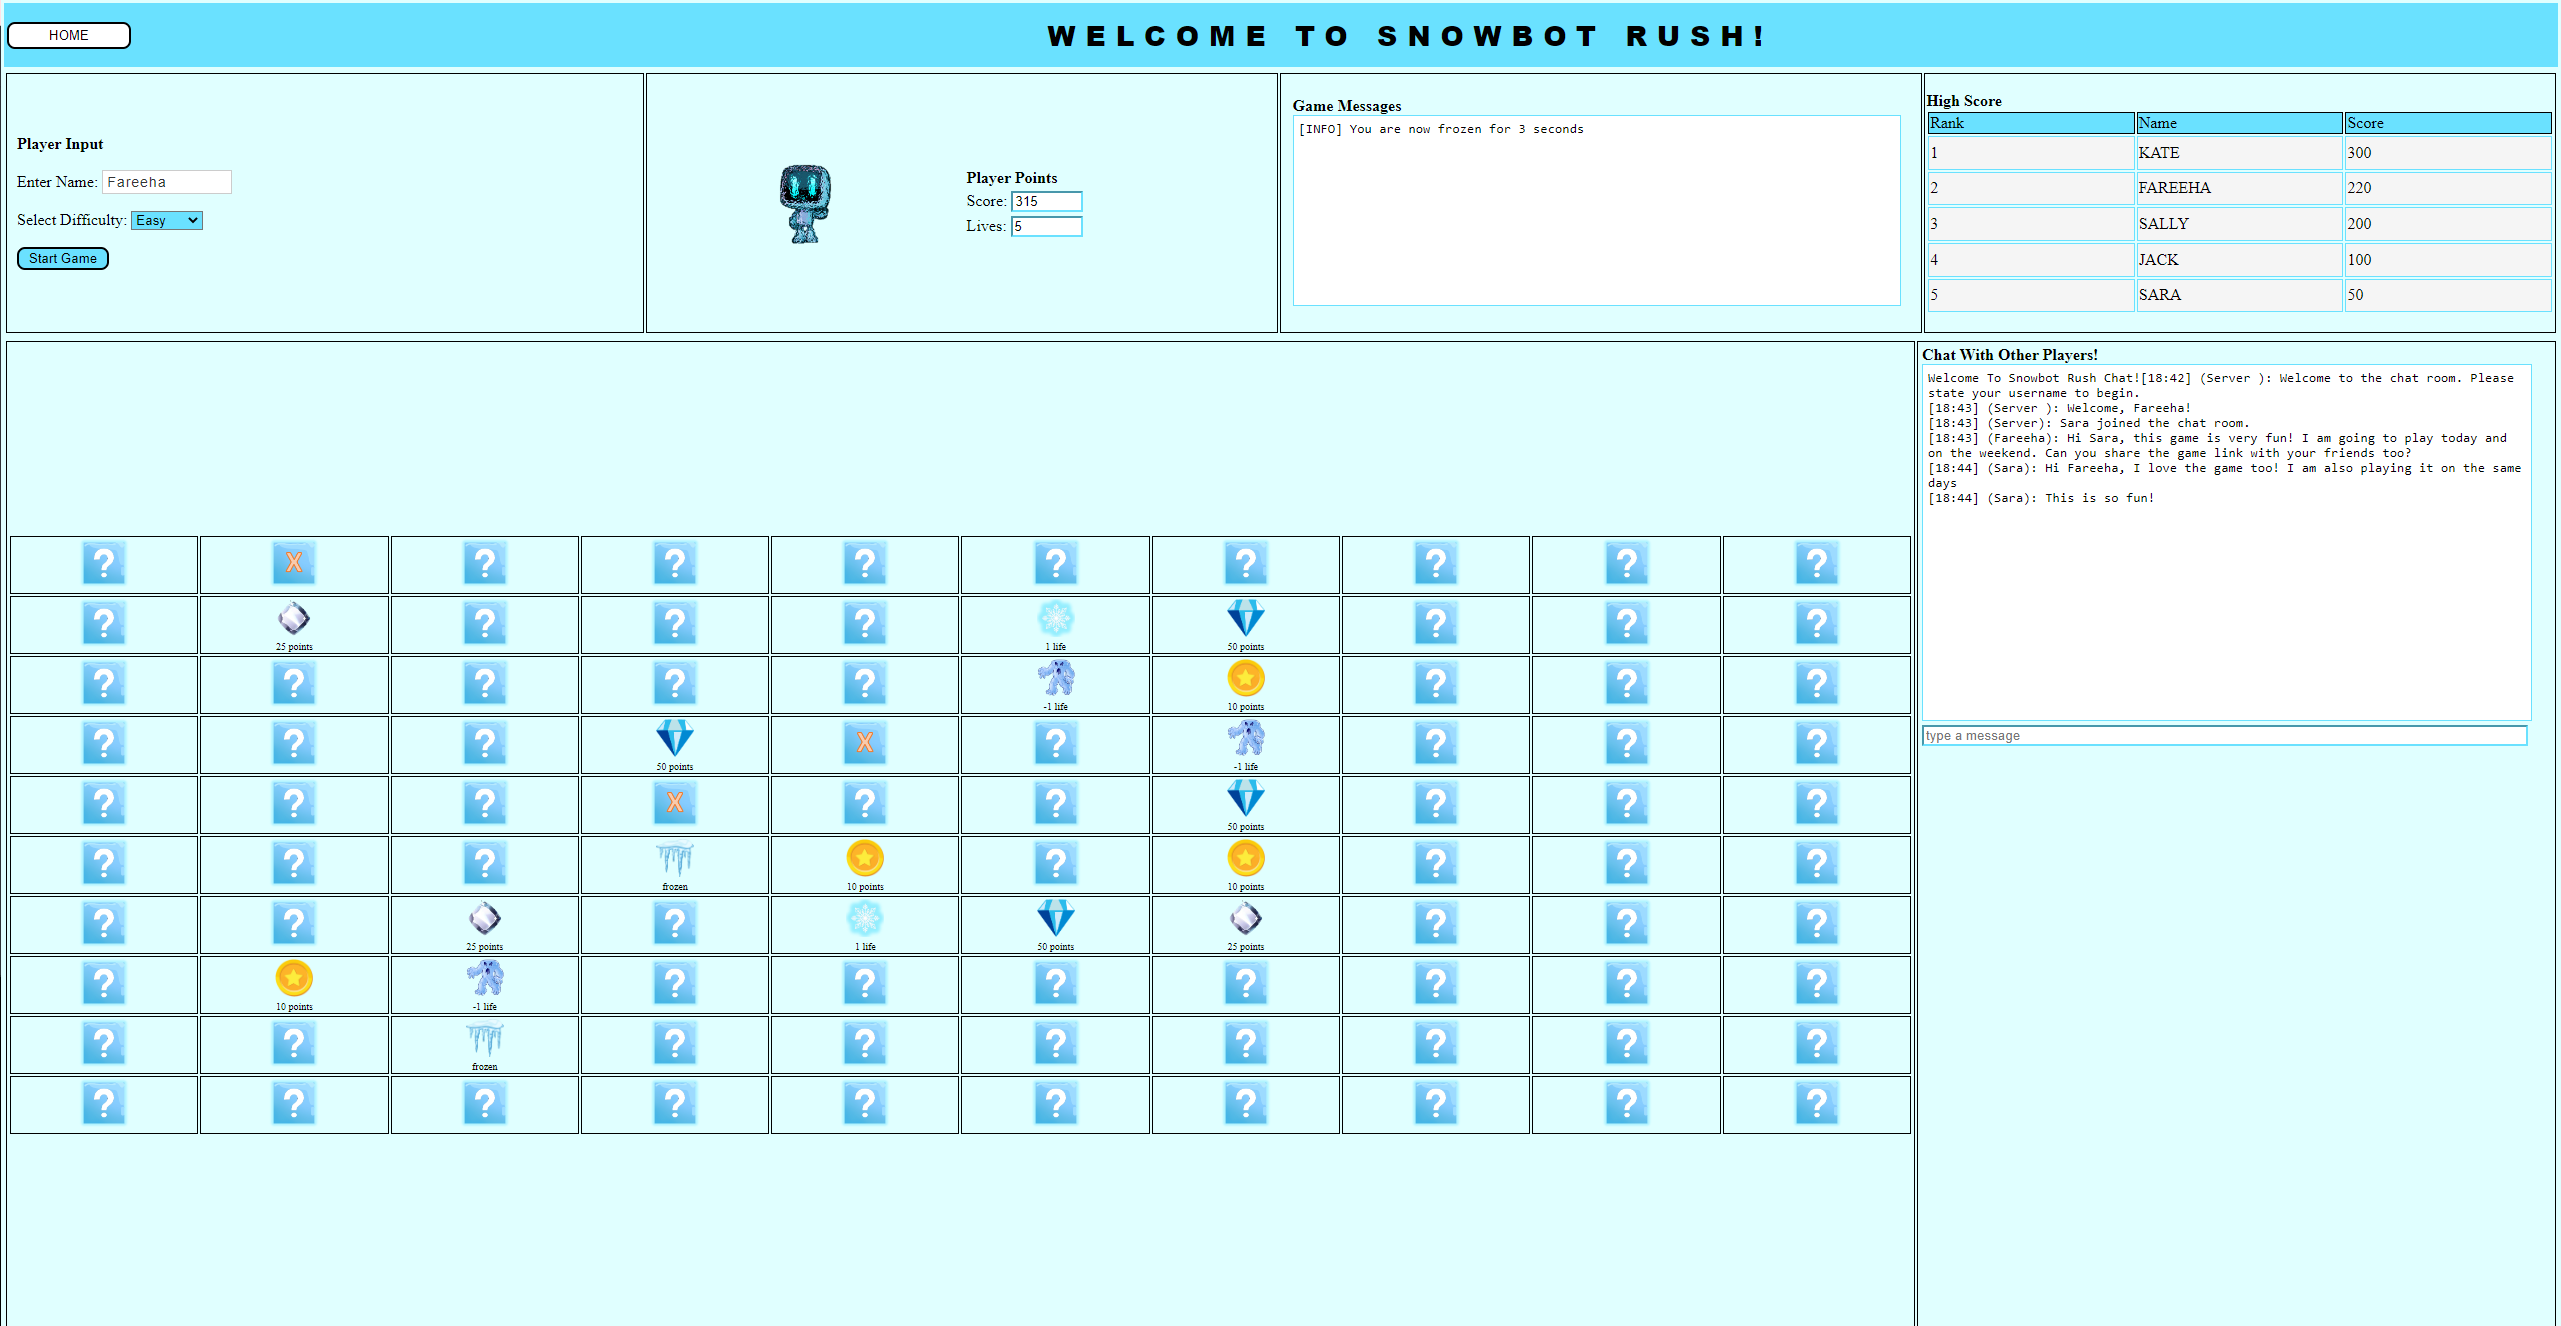 HOME
WELCOME TO SNOWBOT RUSH!
Player Input
Enter Name: Fareeha
Select Difficulty: Easy
Start Game
Player Points
Score: 315
Lives: 5
Game Messages
[INFO] You are now frozen for 3 seconds
High Score
Rank Name Score
1 KATE 300
2 FAREEHA 220
3 SALLY 200
4 JACK 100
5 SARA 50
? X ? ? ? ? ? ? ? ?
? ? ? ? ? ? ?
25 points 1 life 50 points
? ? ? ? ? ? ? ?
-1 life 10 points
? ? ? X ? ? ? ?
50 points -1 life
? ? ? X ? ? ? ? ?
50 points
? ? ? ? ? ? ?
frozen 10 points 10 points
? ? ? ? ? ?
25 points 1 life 50 points 25 points
? ? ? ? ? ? ? ?
10 points -1 life
? ? ? ? ? ? ? ? ?
frozen
? ? ? ? ? ? ? ? ? ?
Chat With Other Players!
Welcome To Snowbot Rush Chat![18:42] (Server ): Welcome to the chat room. Please
state your username to begin.
[18:43] (Server ): Welcome, Fareeha!
[18:43] (Server): Sara joined the chat room.
[18:43] (Fareeha): Hi Sara, this game is very fun! I am going to play today and
on the weekend. Can you share the game link with your friends too?
[18:44] (Sara): Hi Fareeha, I love the game too! I am also playing it on the same
days
[18:44] (Sara): This is so fun!
type a message